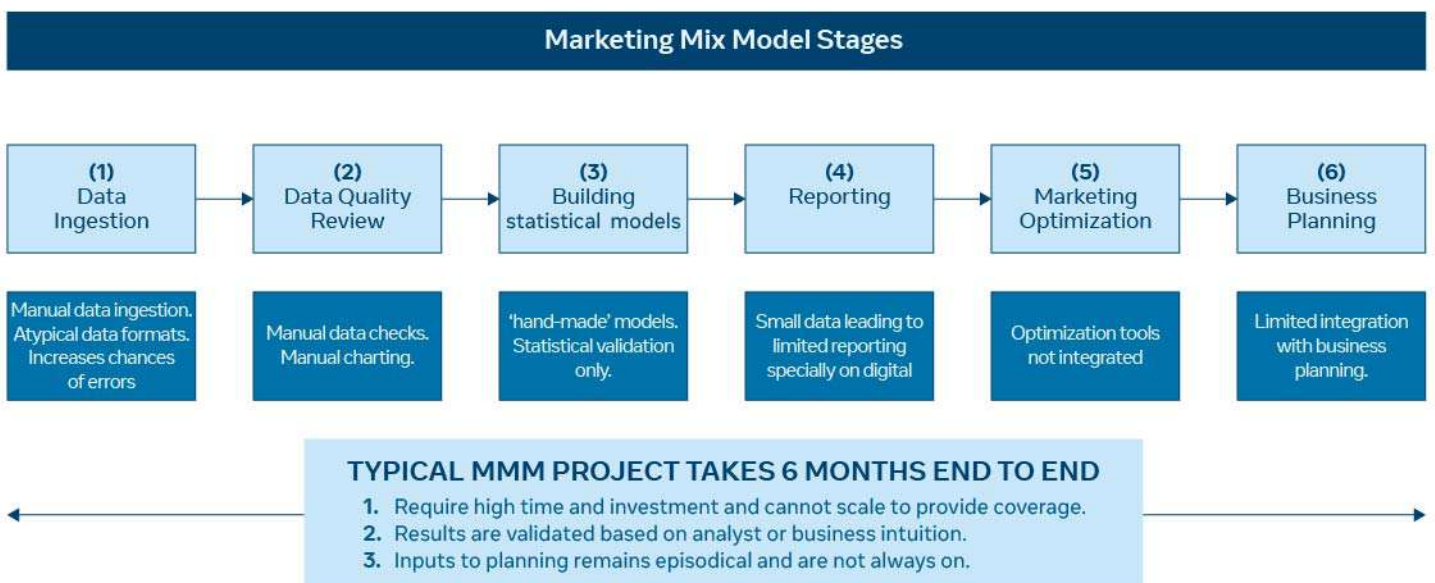 Marketing Mix Model Stages
(1)
Data
Ingestion
(2)
Data Quality
Review
(3)
Building
statistical models
(4)
Reporting
(5)
Marketing
Optimization
(6)
Business
Planning
Manual data ingestion.
Atypical data formats.
Increases chances
of errors
Manual data checks.
Manual charting.
‘hand-made’ models.
Statistical validation
only.
Small data leading to
limited reporting
specially on digital
Optimization tools
not integrated
Limited integration
with business
planning.
TYPICAL MMM PROJECT TAKES 6 MONTHS END TO END
1. Require high time and investment and cannot scale to provide coverage.
2. Results are validated based on analyst or business intuition.
3. Inputs to planning remains episodical and are not always on.